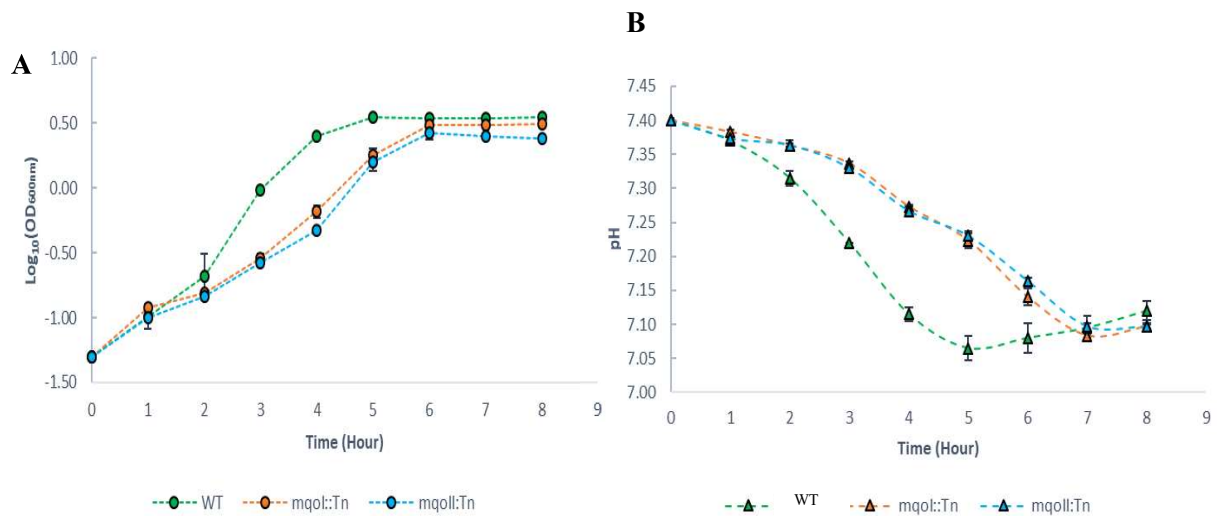 A
1.00
0.50
0.00
-0.50
-1.00
-1.50
Log10(OD600nm)
0 1 2 3 4 5 6 7 8 9
Time (Hour)
WT mqoI::Tn mqoII:Tn
B
7.45
7.40
7.35
7.30
7.25
7.20
7.15
7.10
7.05
7.00
pH
0 1 2 3 4 5 6 7 8 9
Time (Hour)
WT mqoI::Tn mqoII:Tn